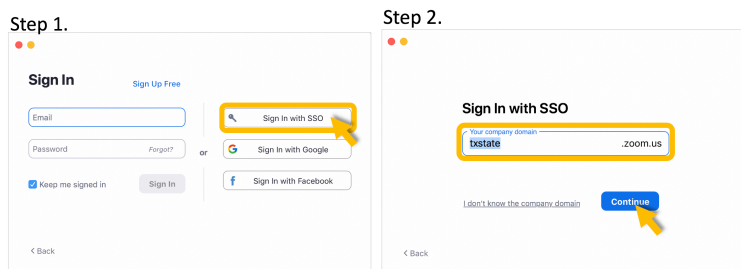 Step 1.
Sign In
Sign Up Free
Email
Password Forgot?
Keep me signed in
Sign In
or
Sign In with SSO
G Sign In with Google
f Sign In with Facebook
< Back
Step 2.
Sign In with SSO
Your company domain
txstate .zoom.us
I don't know the company domain
Continue
< Back